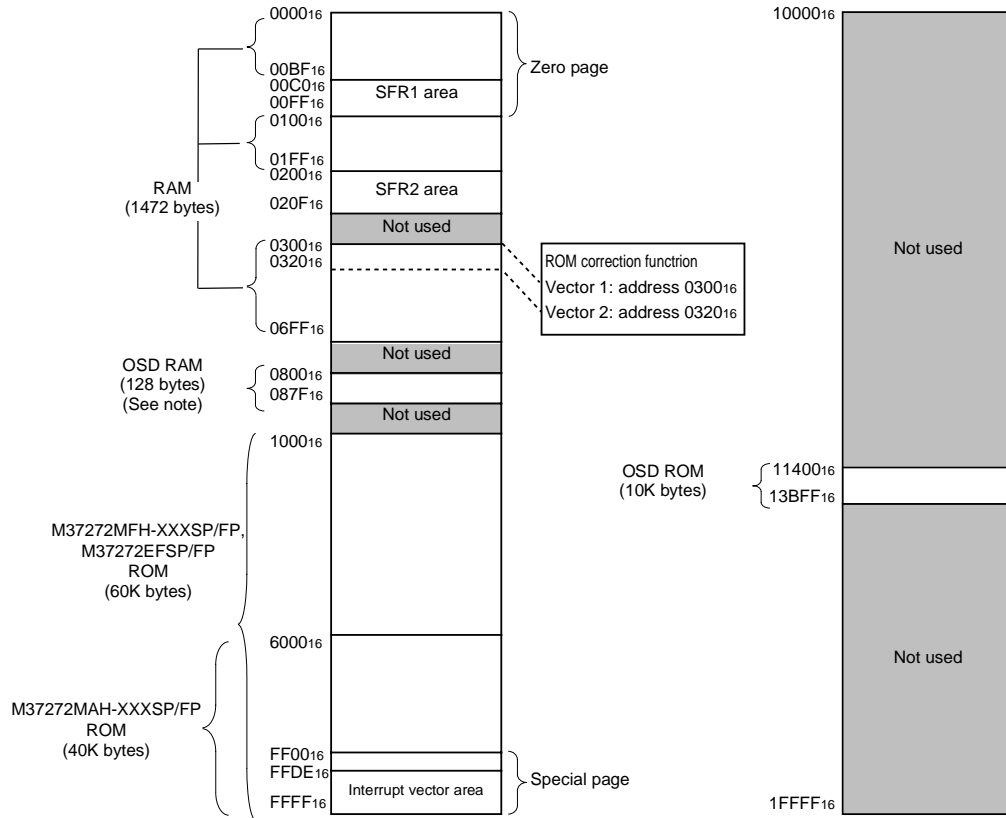 0000₁₆
00BF₁₆
00C0₁₆
00FF₁₆
SFR1 area
Zero page
0100₁₆
01FF₁₆
0200₁₆
SFR2 area
020F₁₆
RAM
(1472 bytes)
Not used
0300₁₆
0320₁₆
06FF₁₆
ROM correction functrion
Vector 1: address 0300₁₆
Vector 2: address 0320₁₆
Not used
OSD RAM
(128 bytes)
(See note)
0800₁₆
087F₁₆
Not used
1000₁₆
M37272MFH-XXXSP/FP,
M37272EFSP/FP
ROM
(60K bytes)
6000₁₆
M37272MAH-XXXSP/FP
ROM
(40K bytes)
FF00₁₆
FFDE₁₆
FFFF₁₆
Interrupt vector area
Special page
10000₁₆
Not used
OSD ROM
(10K bytes)
11400₁₆
13BFF₁₆
Not used
1FFFF₁₆